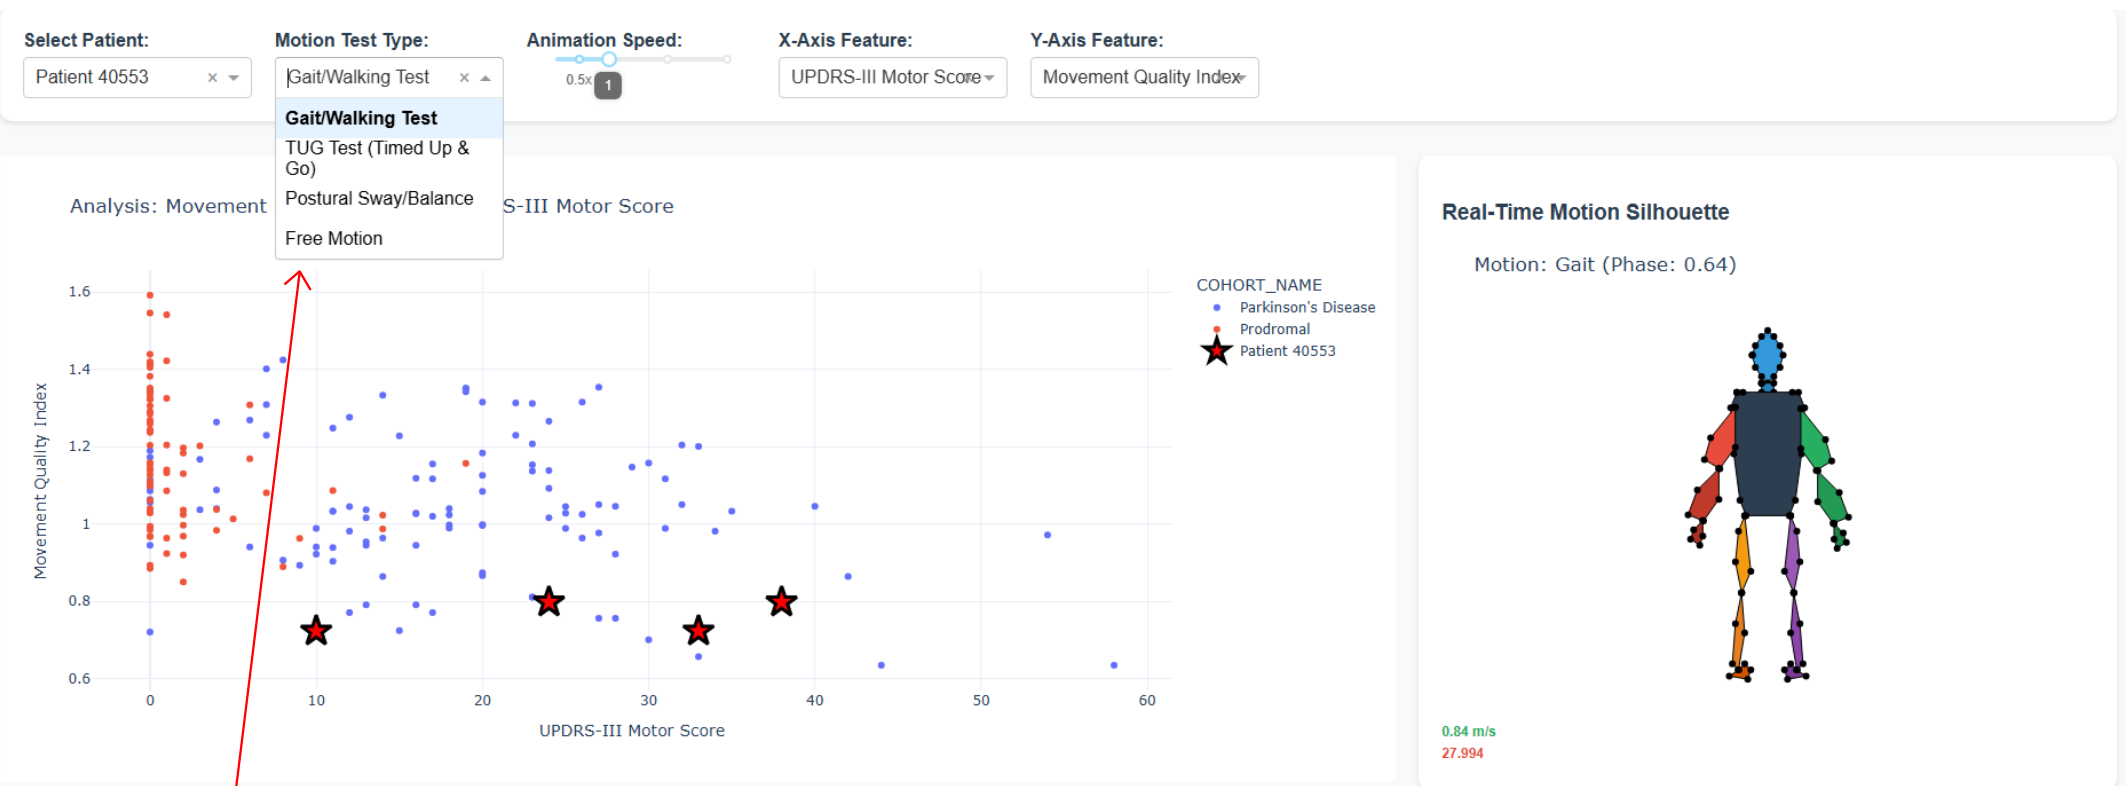 Select Patient:
Motion Test Type:
Animation Speed:
X-Axis Feature:
Y-Axis Feature:
Patient 40553
Gait/Walking Test
0.5x
1
UPDRS-III Motor Score
Movement Quality Index
Gait/Walking Test
TUG Test (Timed Up &
Go)
Postural Sway/Balance
Free Motion
Analysis: Movement
S-III Motor Score
1.6
1.4
1.2
1
0.8
0.6
Movement Quality Index
0
10
20
30
40
50
60
UPDRS-III Motor Score
COHORT_NAME
Parkinson's Disease
Prodromal
Patient 40553
Real-Time Motion Silhouette
Motion: Gait (Phase: 0.64)
0.84 m/s
27.994